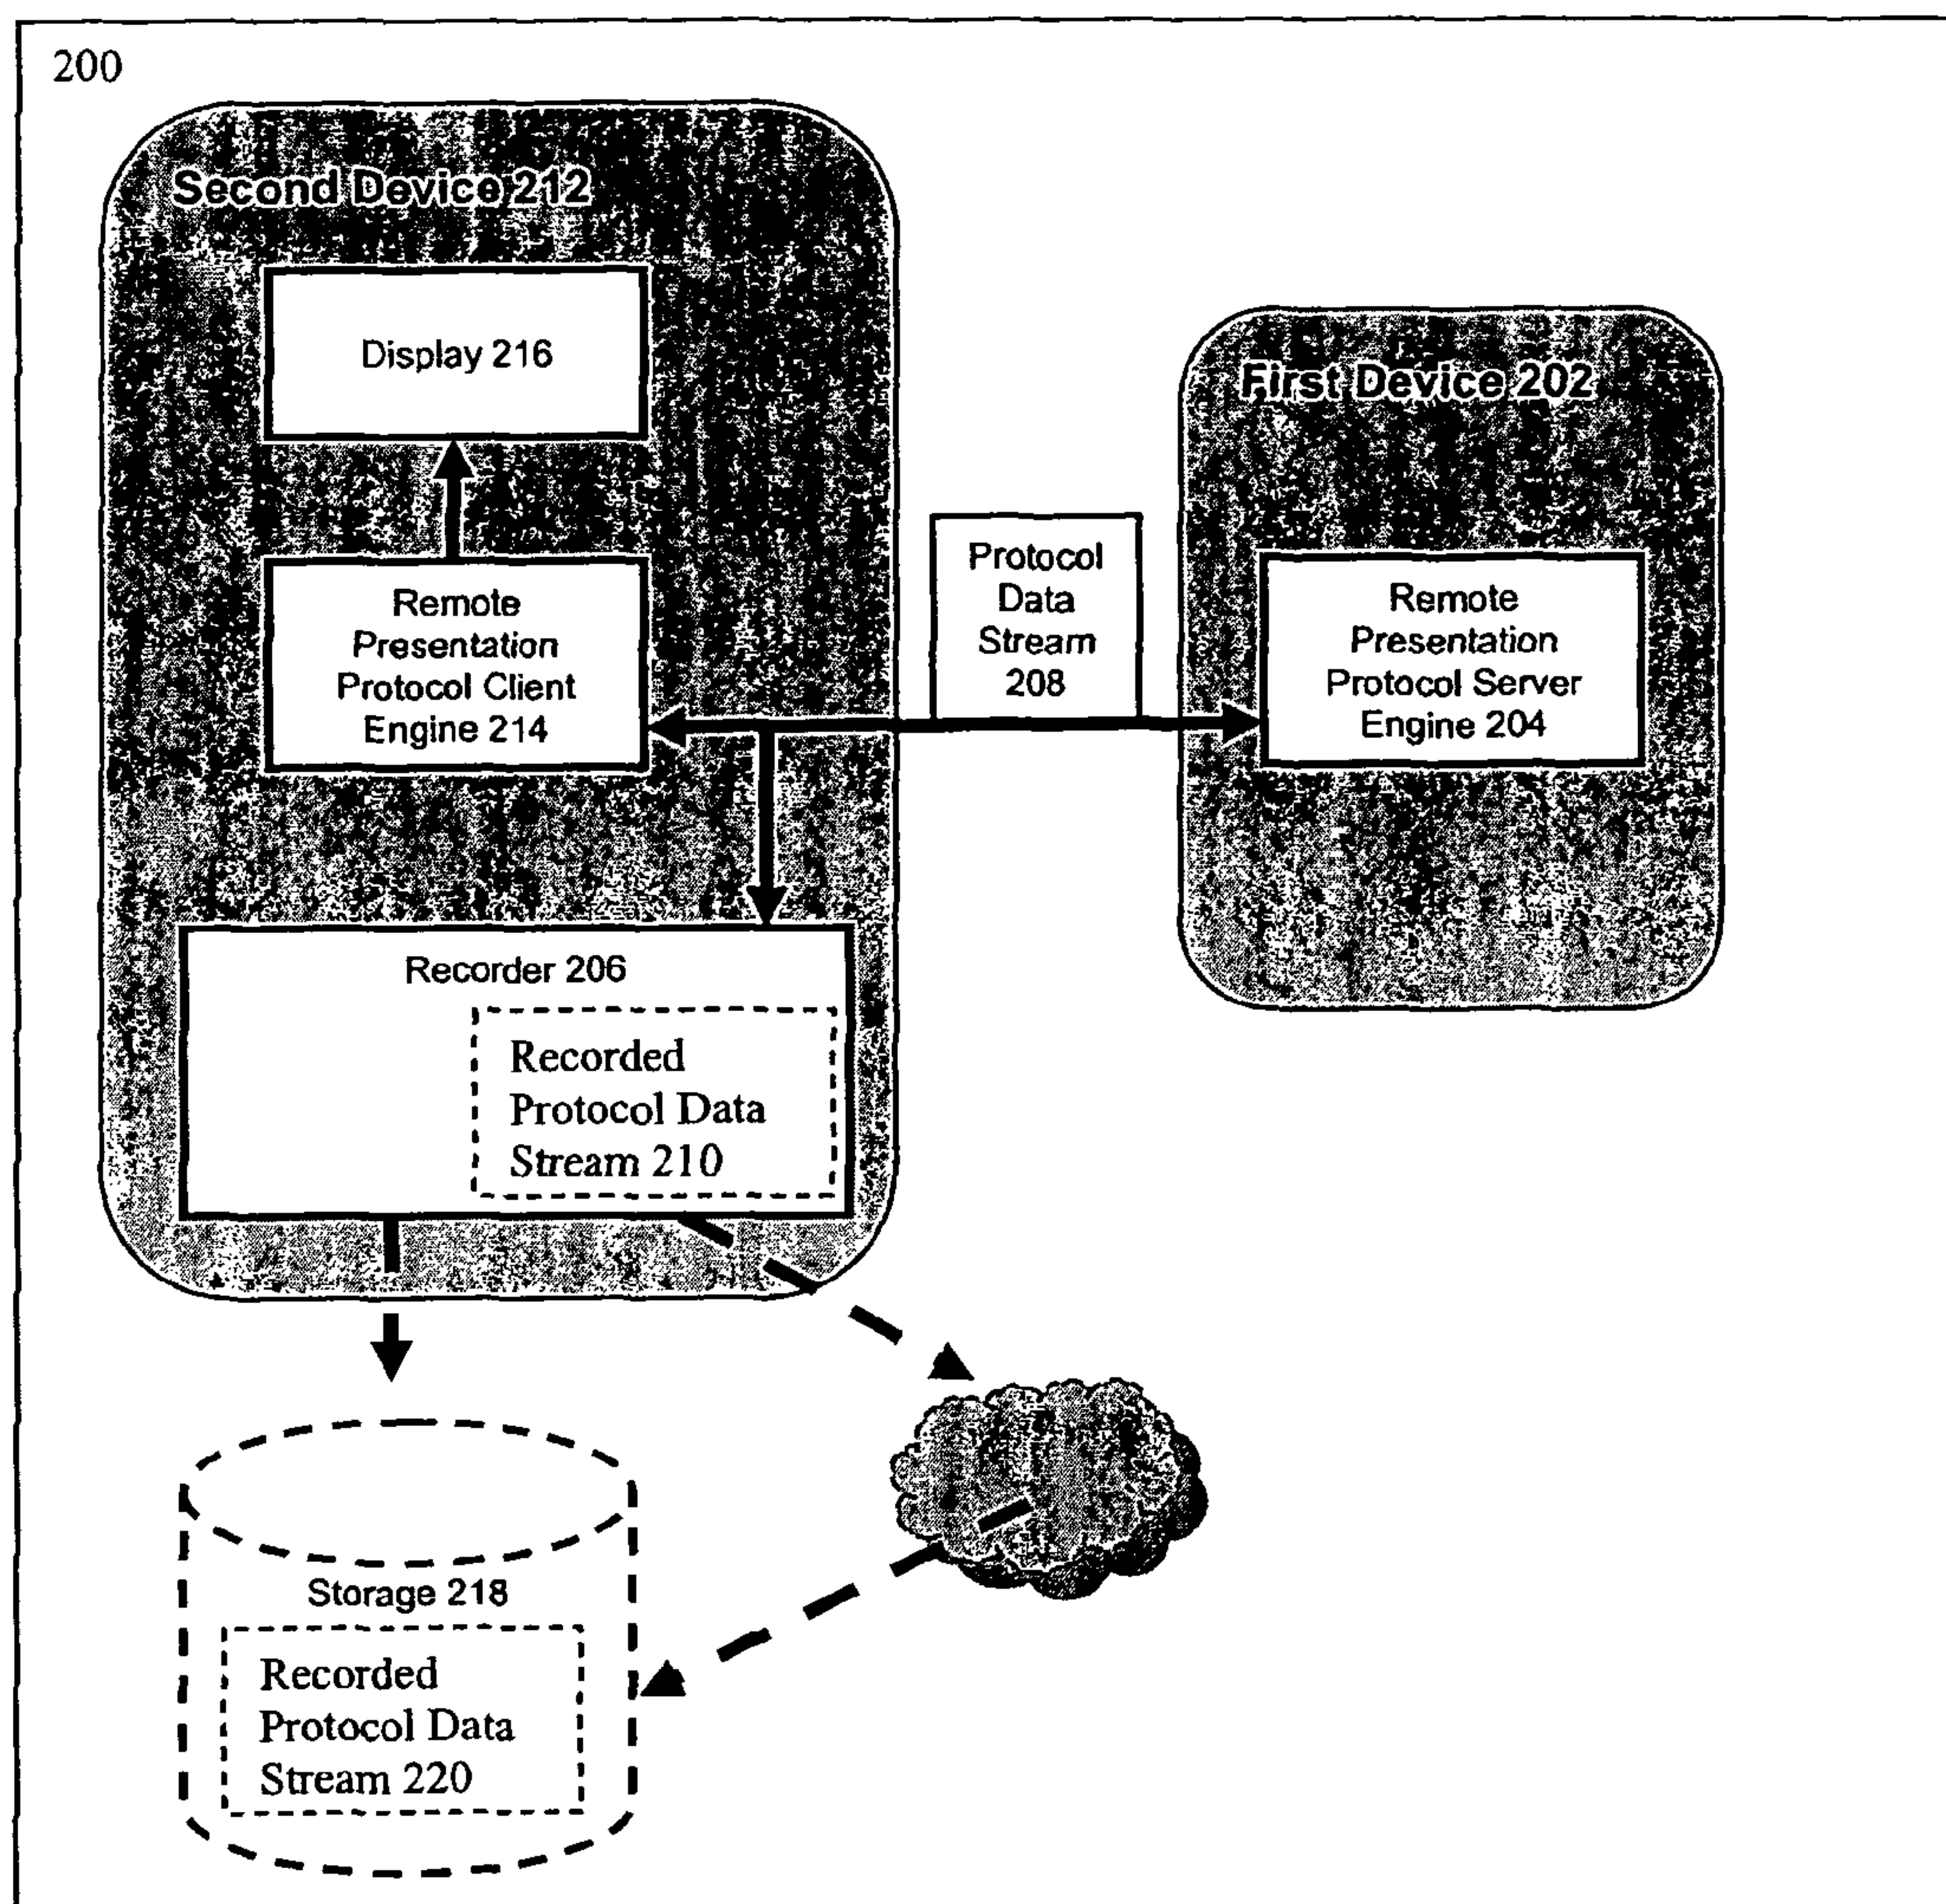 200
Second Device 212
Display 216
First Device 202
Remote
Presentation
Protocol Client
Engine 214
Protocol
Data
Stream
208
Remote
Presentation
Protocol Server
Engine 204
Recorder 206
Recorded
Protocol Data
Stream 210
Storage 218
Recorded
Protocol Data
Stream 220